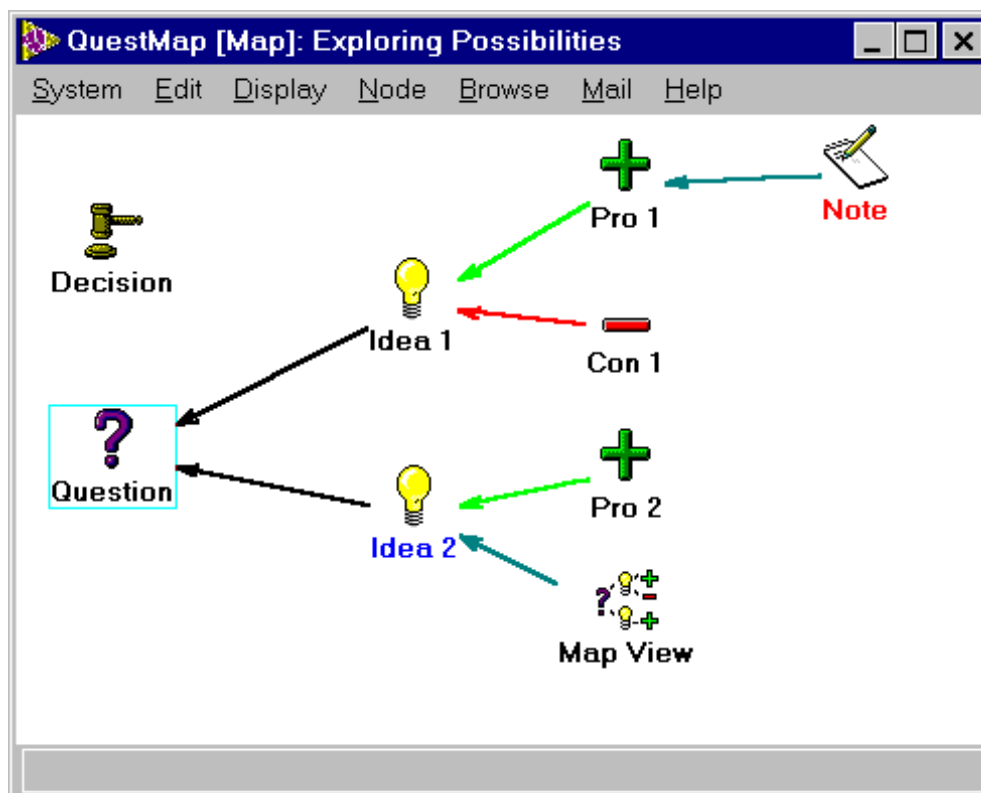 QuestMap [Map]: Exploring Possibilities
System Edit Display Node Browse Mail Help
Pro 1
Note
Decision
Idea 1
Con 1
Question
Pro 2
Idea 2
Map View